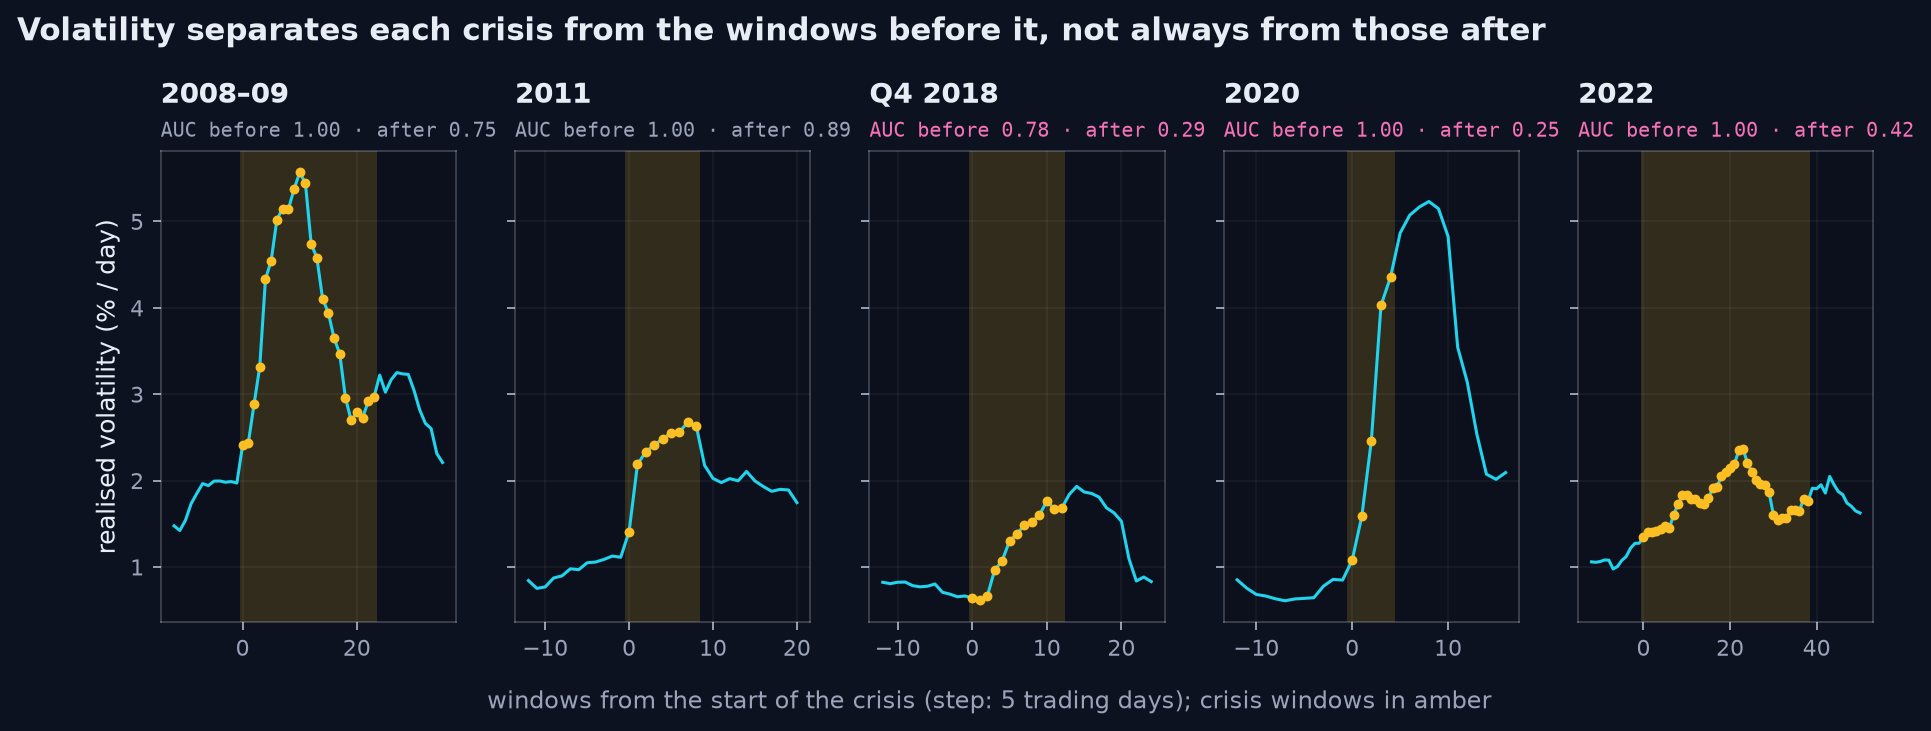 Volatility separates each crisis from the windows before it, not always from those after
2008–09
AUC before 1.00 · after 0.75
2011
AUC before 1.00 · after 0.89
Q4 2018
AUC before 0.78 · after 0.29
2020
AUC before 1.00 · after 0.25
2022
AUC before 1.00 · after 0.42
realised volatility (% / day)
5
4
3
2
1
0 20
−10 0 10 20
−10 0 10 20
−10 0 10
0 20 40
windows from the start of the crisis (step: 5 trading days); crisis windows in amber